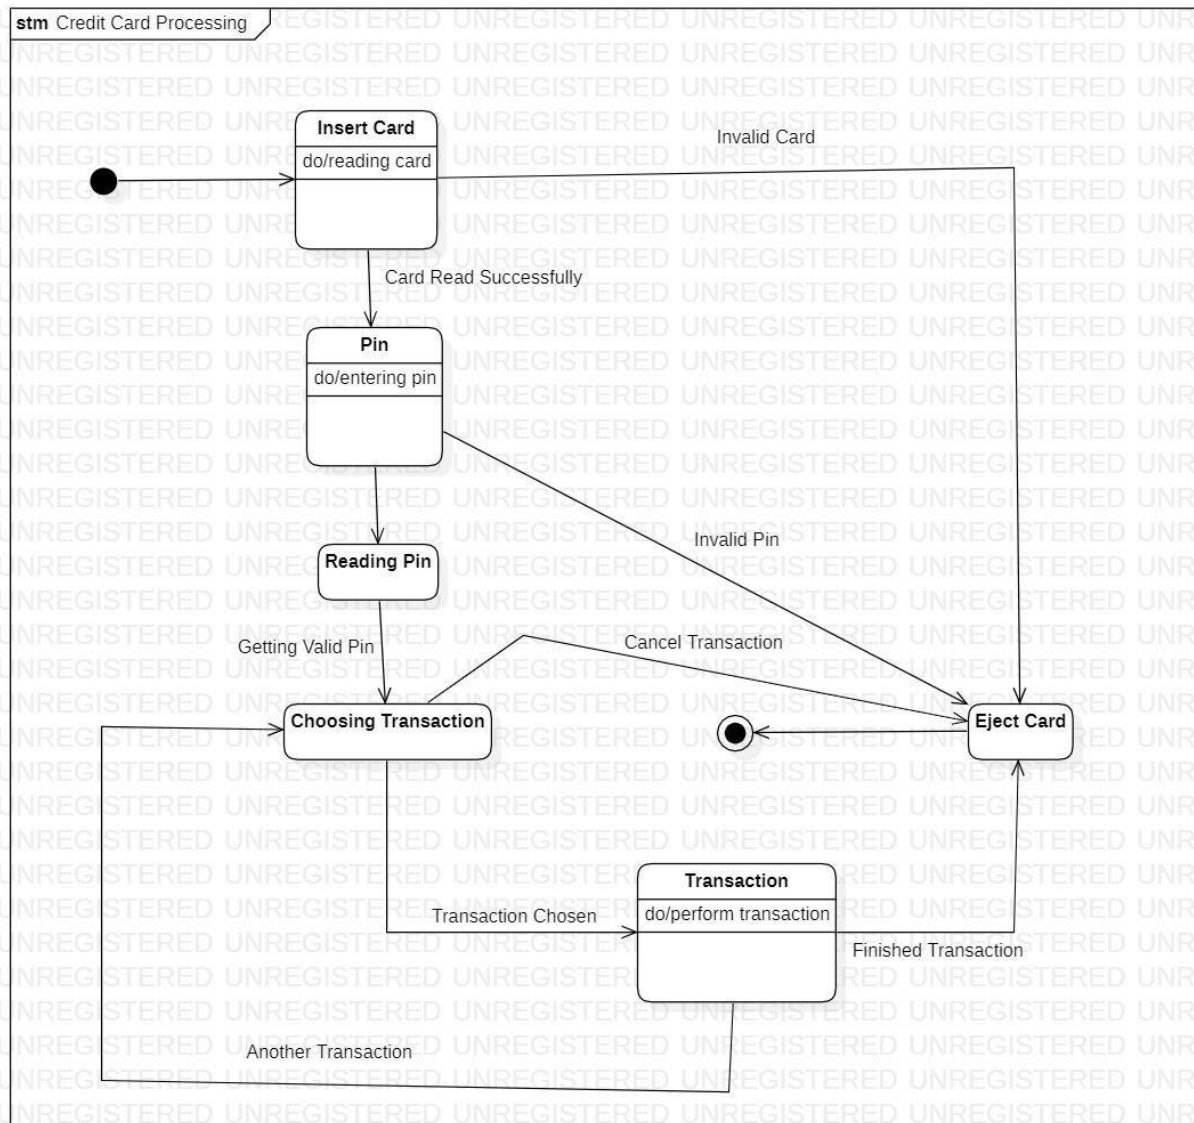 stm Credit Card Processing
Insert Card
do/reading card
Invalid Card
Card Read Successfully
Pin
do/entering pin
Invalid Pin
Reading Pin
Getting Valid Pin
Cancel Transaction
Choosing Transaction
Eject Card
Transaction
do/perform transaction
Transaction Chosen
Finished Transaction
Another Transaction
UNREGISTERED